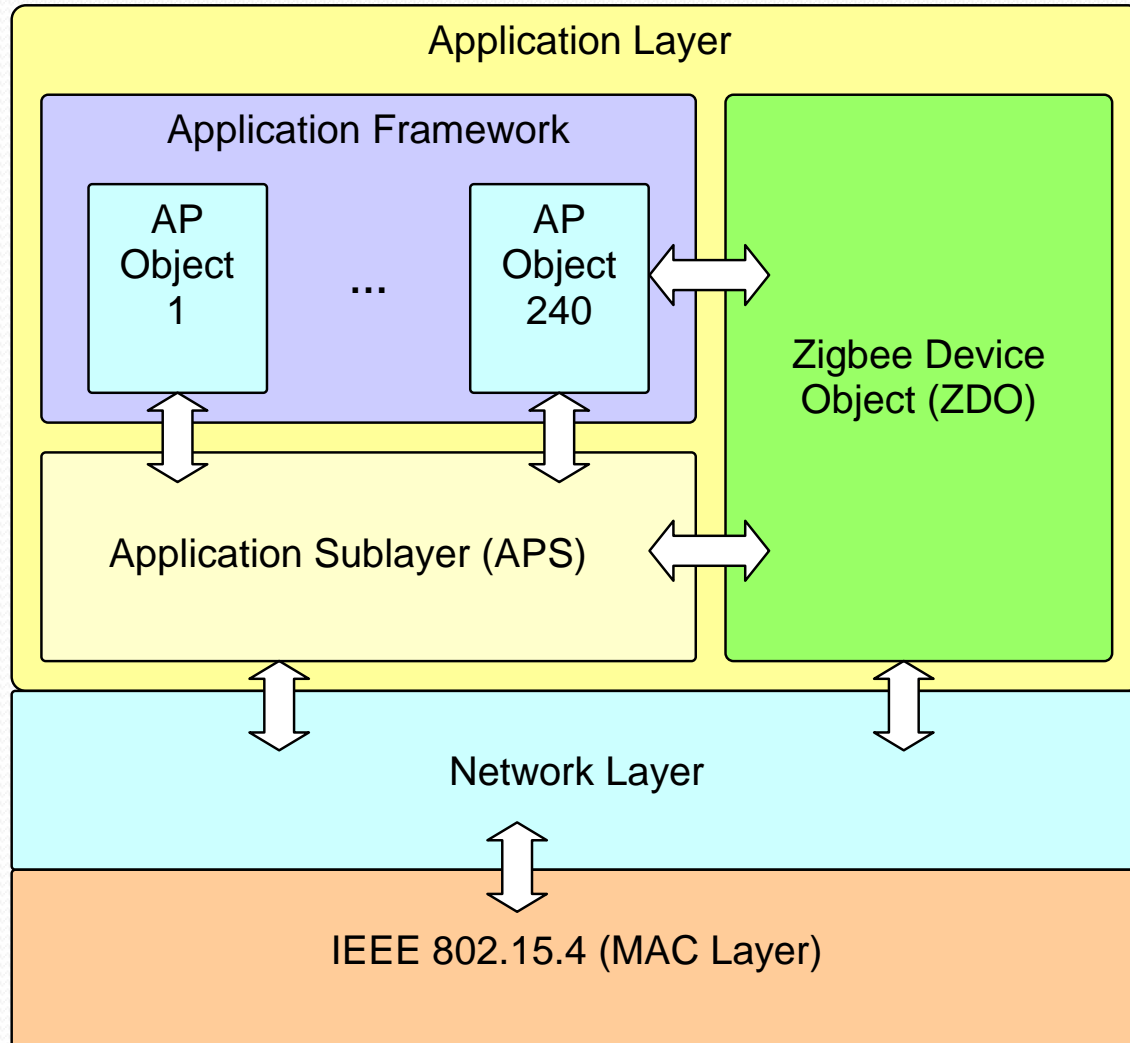 Application Layer
Application Framework
AP
Object
1
...
AP
Object
240
Zigbee Device
Object (ZDO)
Application Sublayer (APS)
Network Layer
IEEE 802.15.4 (MAC Layer)